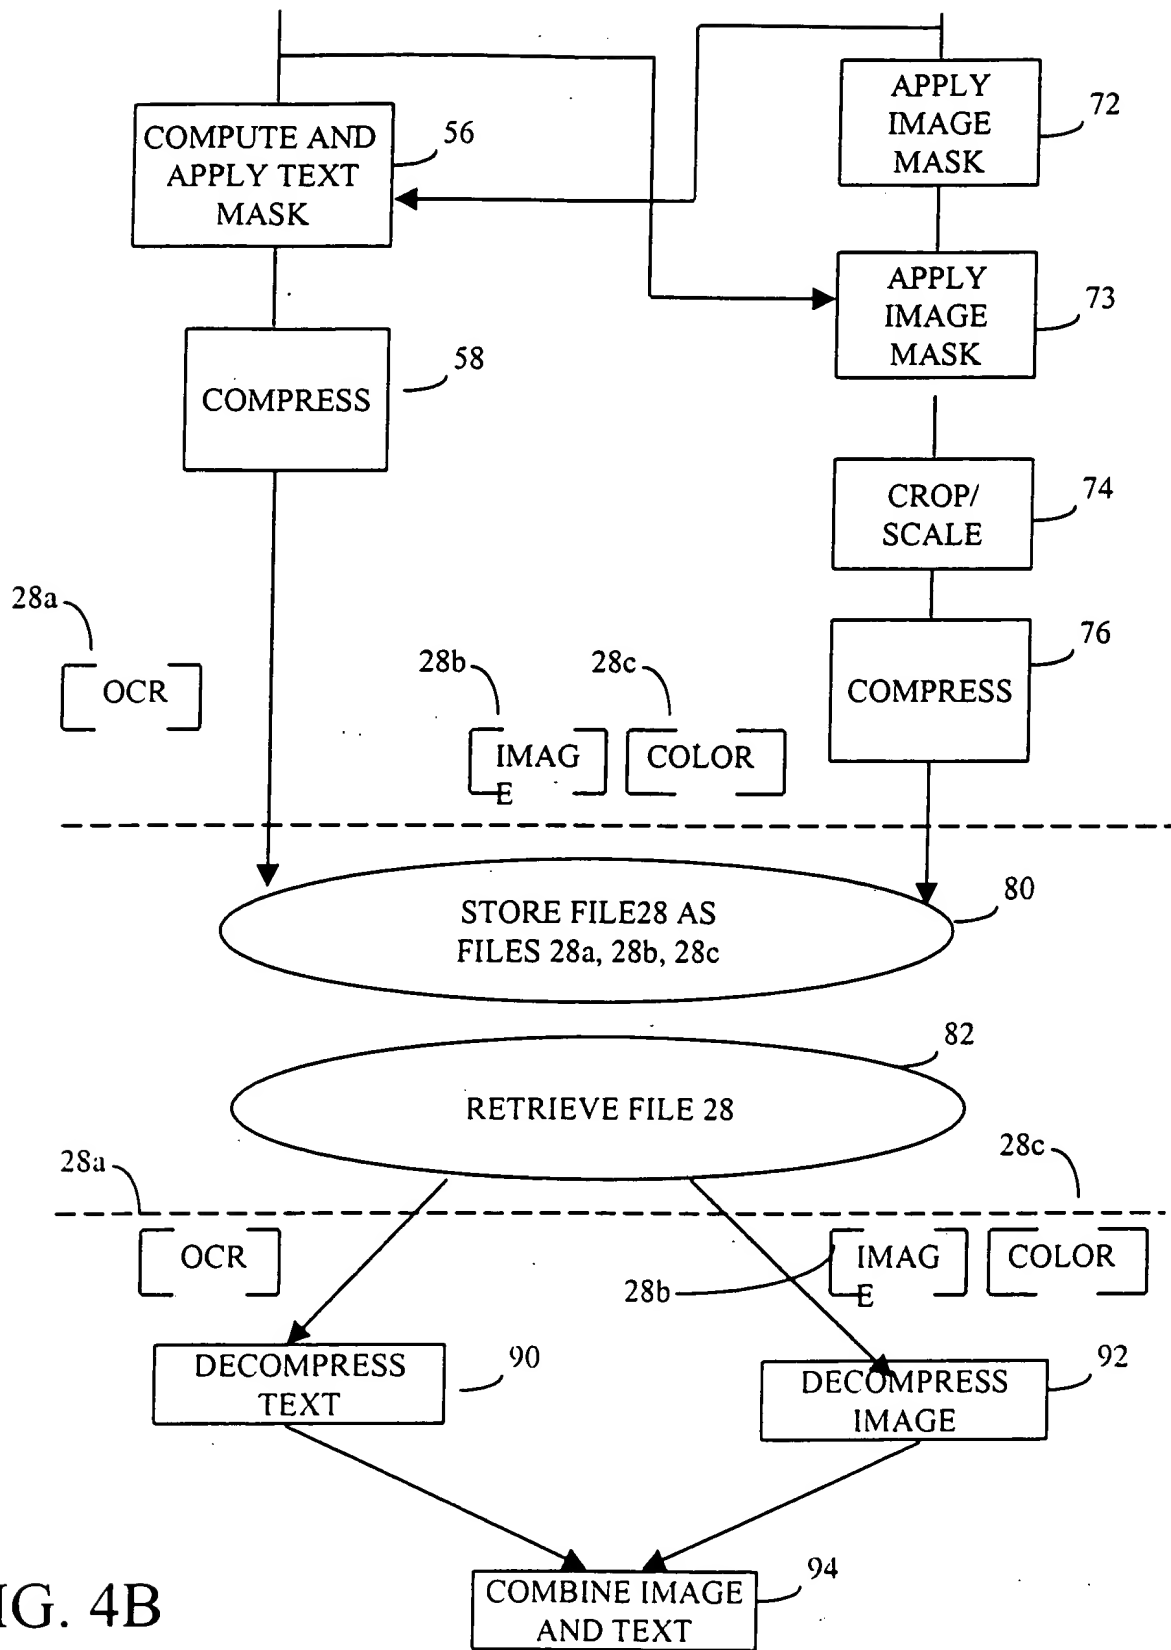 APPLY
IMAGE
MASK
72
COMPUTE AND
APPLY TEXT
MASK
56
APPLY
IMAGE
MASK
73
COMPRESS
58
CROP/
SCALE
74
28a
OCR
28b
IMAG
E
28c
COLOR
COMPRESS
76
STORE FILE28 AS
FILES 28a, 28b, 28c
80
RETRIEVE FILE 28
82
28a
OCR
28c
28b
IMAG
E
COLOR
DECOMPRESS
TEXT
90
DECOMPRESS
IMAGE
92
COMBINE IMAGE
AND TEXT
94
IG. 4B